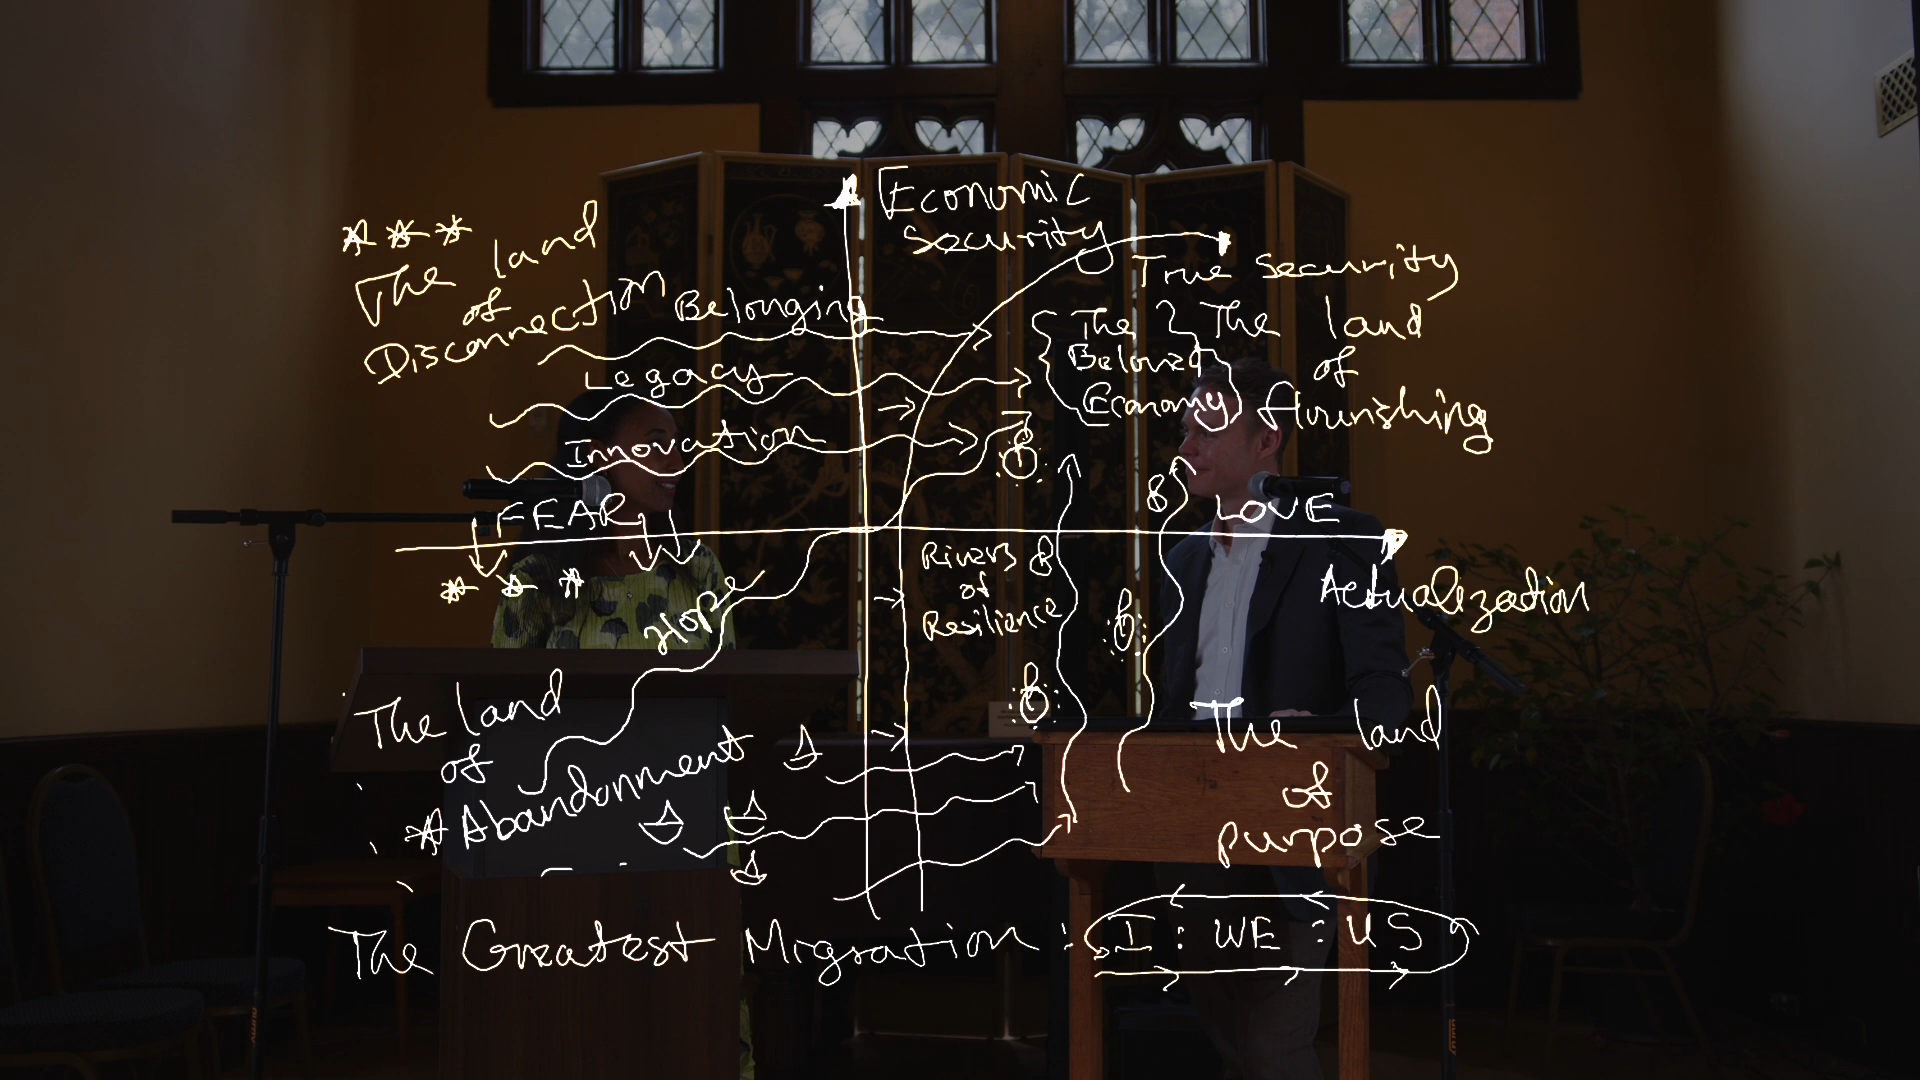 Economic
security
***
The land
of
Disconnection
Belonging
Legacy
Innovation
FEAR
***
True security
The
Beloved
Economy
The land
of
flourishing
LOVE
Actualization
Rivers
of
Resilience
Hope
The land
of
*Abandonment
The land
of
purpose
The Greatest Migration: I : WE : US